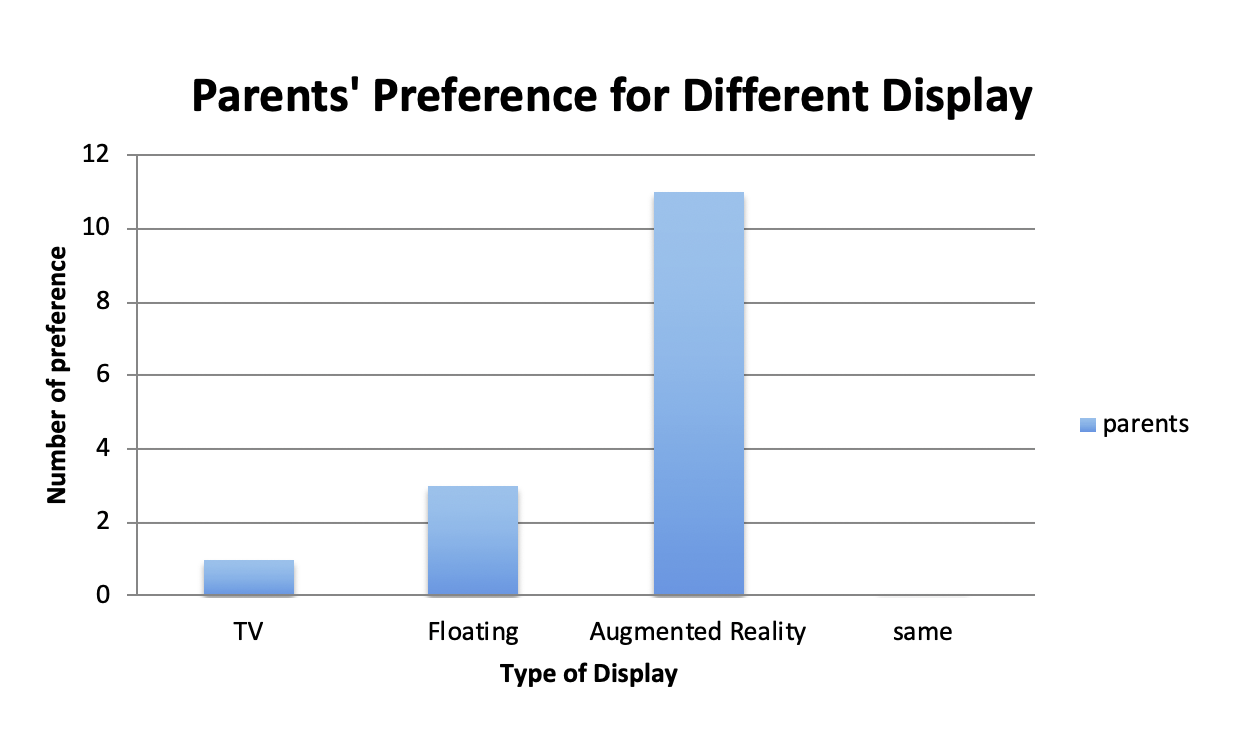 Parents' Preference for Different Display
12
10
8
6
4
2
0
Number of preference
TV
Floating
Augmented Reality
same
Type of Display
parents